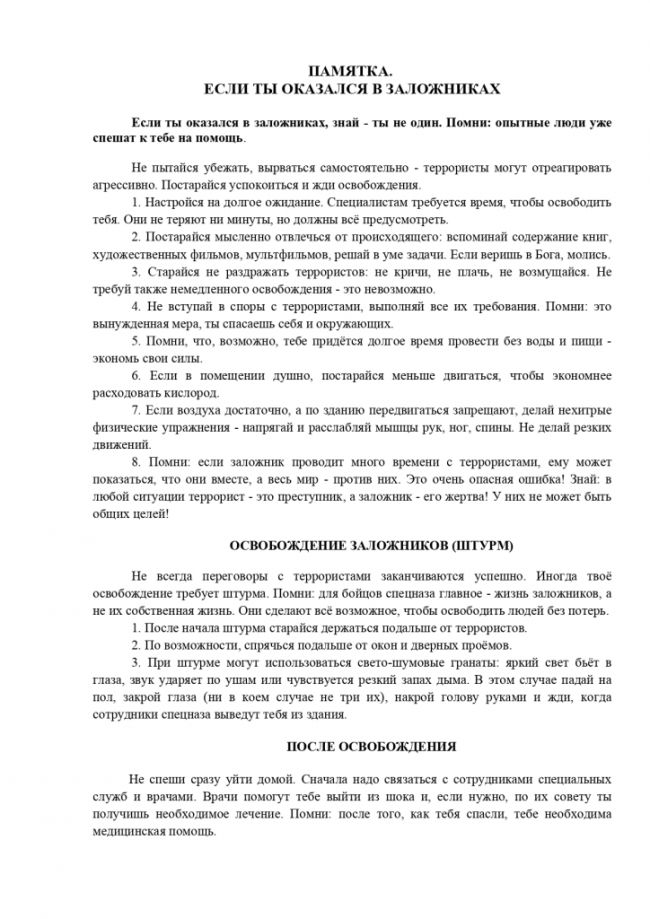 ПАМЯТКА.
ЕСЛИ ТЫ ОКАЗАЛСЯ В ЗАЛОЖНИКАХ
Если ты оказался в заложниках, знай - ты не один. Помни: опытные люди уже
спешат к тебе на помощь.
Не пытайся убежать, вырваться самостоятельно - террористы могут отреагировать
агрессивно. Постарайся успокоиться и жди освобождения.
1. Настройся на долгое ожидание. Специалистам требуется время, чтобы освободить
тебя. Они не теряют ни минуты, но должны всё предусмотреть.
2. Постарайся мысленно отвлечься от происходящего: вспоминай содержание книг,
художественных фильмов, мультфильмов, решай в уме задачи. Если веришь в Бога, молись.
3. Старайся не раздражать террористов: не кричи, не плачь, не возмущайся. Не
требуй также немедленного освобождения - это невозможно.
4. Не вступай в споры с террористами, выполняй все их требования. Помни: это
вынужденная мера, ты спасаешь себя и окружающих.
5. Помни, что, возможно, тебе придётся долгое время провести без воды и пищи -
экономь свои силы.
6. Если в помещении душно, постарайся меньше двигаться, чтобы экономнее
расходовать кислород.
7. Если воздуха достаточно, а по зданию передвигаться запрещают, делай нехитрые
физические упражнения - напрягай и расслабляй мышцы рук, ног, спины. Не делай резких
движений.
8. Помни: если заложник проводит много времени с террористами, ему может
показаться, что они вместе, а весь мир - против них. Это очень опасная ошибка! Знай: в
любой ситуации террорист - это преступник, а заложник - его жертва! У них не может быть
общих целей!
ОСВОБОЖДЕНИЕ ЗАЛОЖНИКОВ (ШТУРМ)
Не всегда переговоры с террористами заканчиваются успешно. Иногда твоё
освобождение требует штурма. Помни: для бойцов спецназа главное - жизнь заложников, а
не их собственная жизнь. Они сделают всё возможное, чтобы освободить людей без потерь.
1. После начала штурма старайся держаться подальше от террористов.
2. По возможности, спрячься подальше от окон и дверных проёмов.
3. При штурме могут использоваться свето-шумовые гранаты: яркий свет бьёт в
глаза, звук ударяет по ушам или чувствуется резкий запах дыма. В этом случае падай на
пол, закрой глаза (ни в коем случае не три их), накрой голову руками и жди, когда
сотрудники спецназа выведут тебя из здания.
ПОСЛЕ ОСВОБОЖДЕНИЯ
Не спеши сразу уйти домой. Сначала надо связаться с сотрудниками специальных
служб и врачами. Врачи помогут тебе выйти из шока и, если нужно, по их совету ты
получишь необходимое лечение. Помни: после того, как тебя спасли, тебе необходима
медицинская помощь.